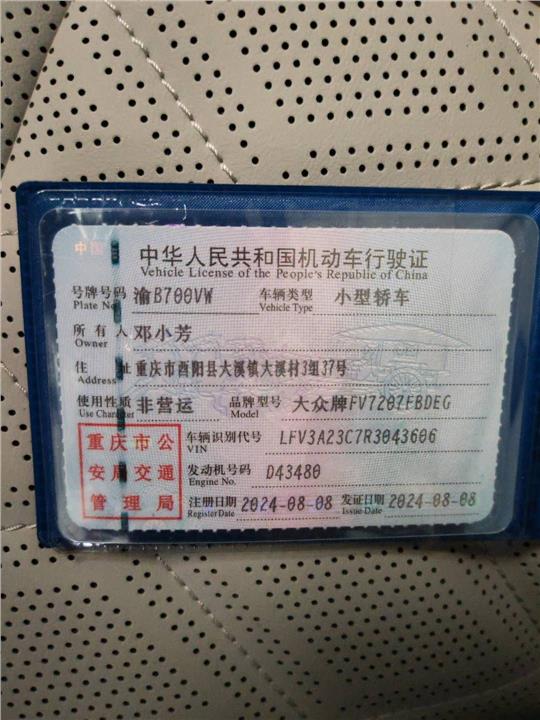 中国
中华人民共和国机动车行驶证
Vehicle License of the People's Republic of China
号牌号码 渝B700VW 车辆类型 小型轿车
Plate No. Vehicle Type
所有人 邓小芳
Owner
住址 重庆市酉阳县大溪镇大溪村3组37号
Address
使用性质 非营运 品牌型号 大众牌FV7207FBDEG
Use Character Model
重庆市公 车辆识别代号 LFV3A23C7R3043606
VIN
安局交通 发动机号码 D43480
Engine No.
管理局 注册日期 2024-08-08 发证日期 2024-08-08
Register Date Issue Date